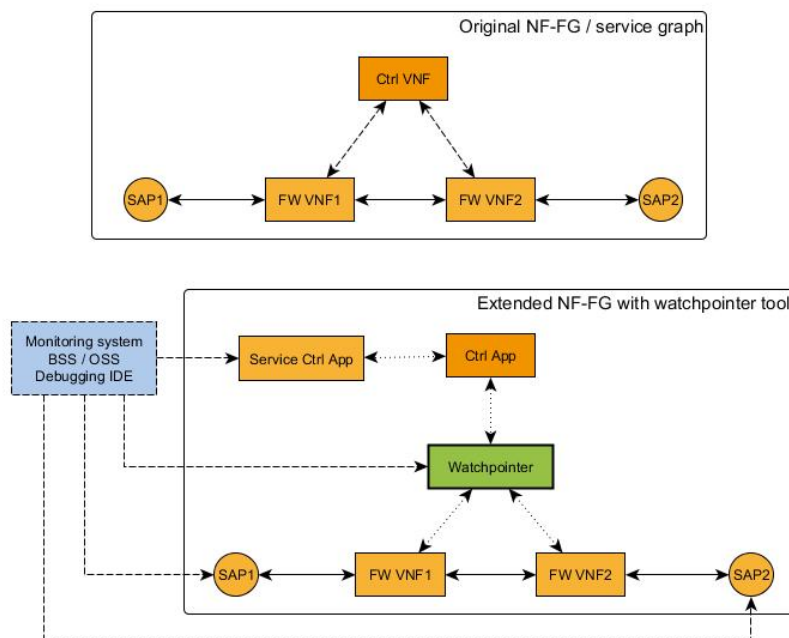 Original NF-FG / service graph
Ctrl VNF
SAP1
FW VNF1
FW VNF2
SAP2
Extended NF-FG with watchpointer tool
Monitoring system
BSS / OSS
Debugging IDE
Service Ctrl App
Ctrl App
Watchpointer
SAP1
FW VNF1
FW VNF2
SAP2